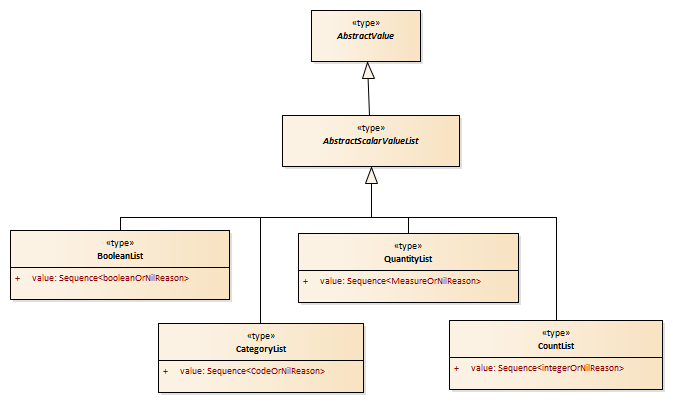 «type»
AbstractValue
«type»
AbstractScalarValueList
«type»
BooleanList
+ value: Sequence<booleanOrNilReason>
«type»
QuantityList
+ value: Sequence<MeasureOrNilReason>
«type»
CategoryList
+ value: Sequence<CodeOrNilReason>
«type»
CountList
+ value: Sequence<integerOrNilReason>